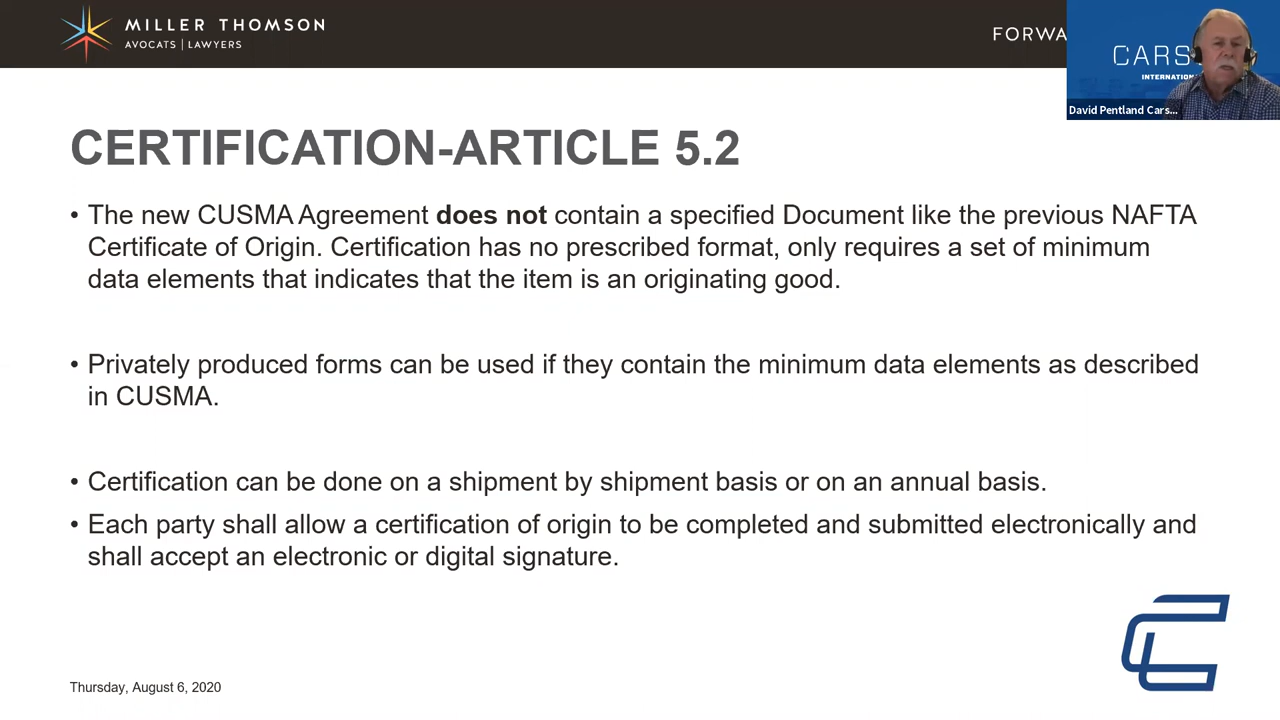 MILLER THOMSON
AVOCATS | LAWYERS
FORWA
CARS
INTERNATION
David Pentland Cars...
CERTIFICATION-ARTICLE 5.2
• The new CUSMA Agreement does not contain a specified Document like the previous NAFTA
Certificate of Origin. Certification has no prescribed format, only requires a set of minimum
data elements that indicates that the item is an originating good.
• Privately produced forms can be used if they contain the minimum data elements as described
in CUSMA.
• Certification can be done on a shipment by shipment basis or on an annual basis.
• Each party shall allow a certification of origin to be completed and submitted electronically and
shall accept an electronic or digital signature.
Thursday, August 6, 2020